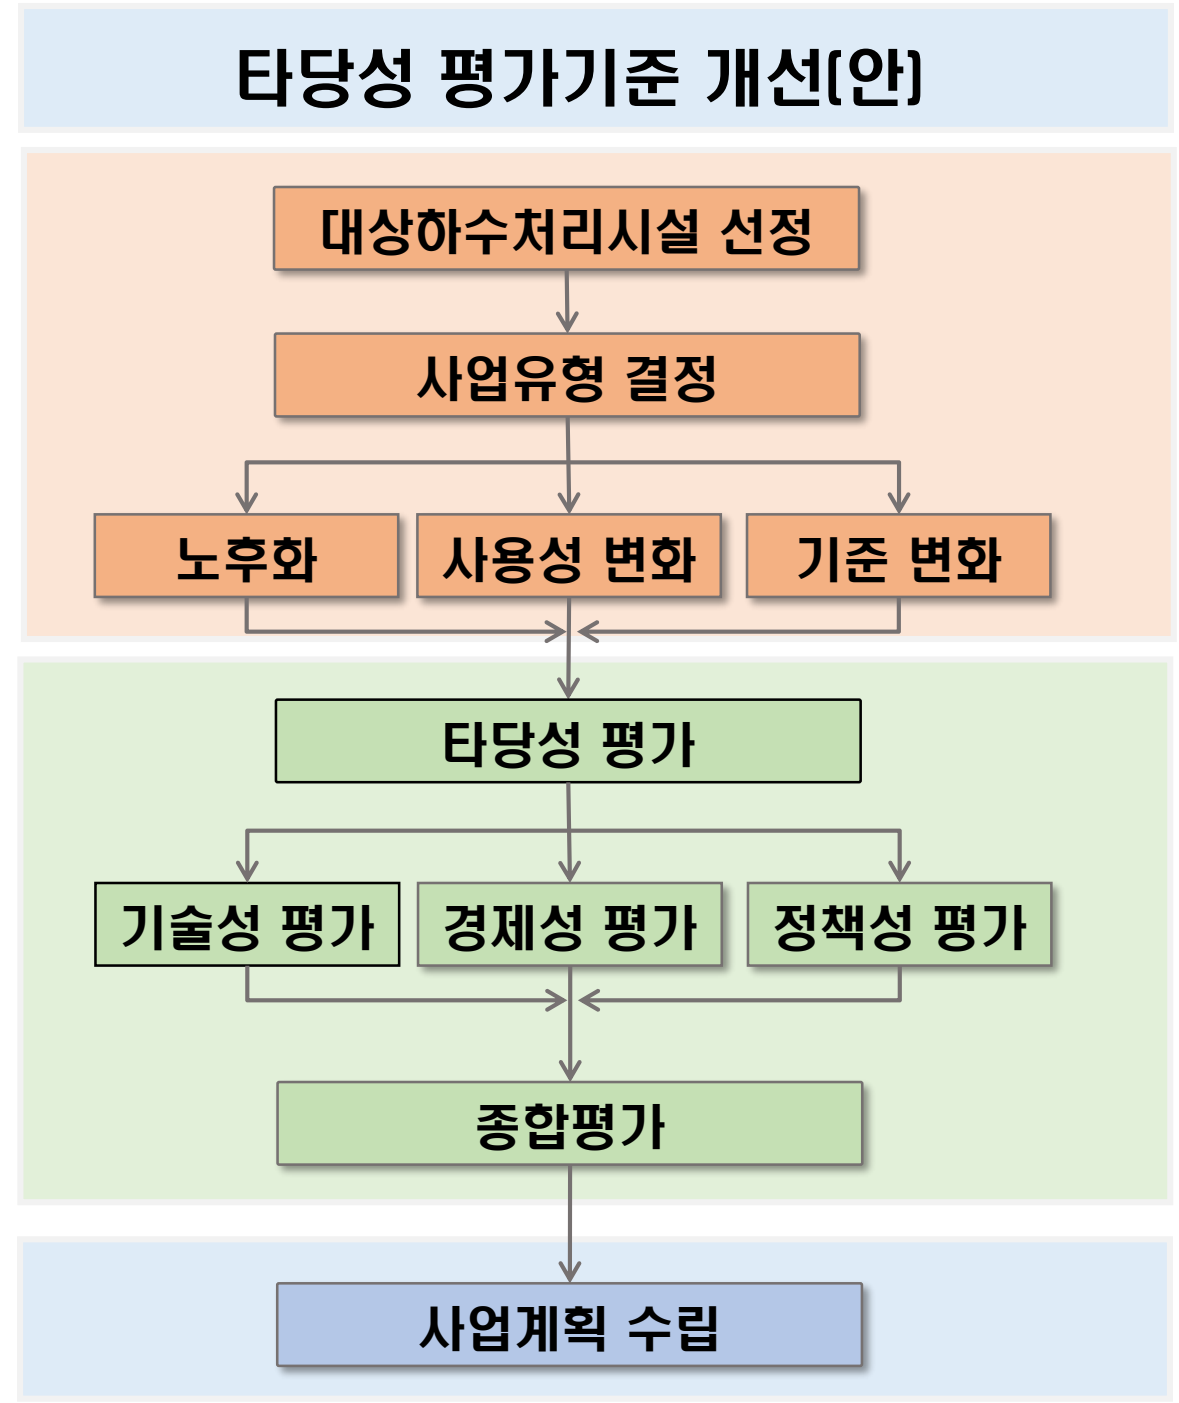 타당성 평가기준 개선(안)
대상하수처리시설 선정
사업유형 결정
노후화
사용성 변화
기준 변화
타당성 평가
기술성 평가
경제성 평가
정책성 평가
종합평가
사업계획 수립